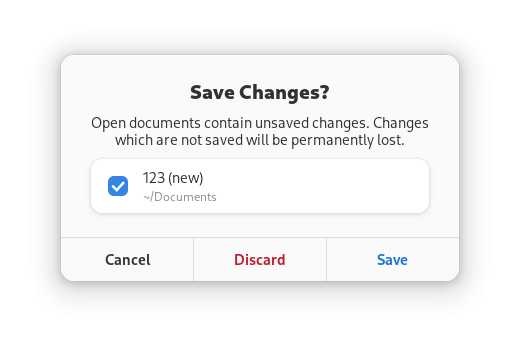 Save Changes?
Open documents contain unsaved changes. Changes
which are not saved will be permanently lost.
123 (new)
~/Documents
Cancel
Discard
Save